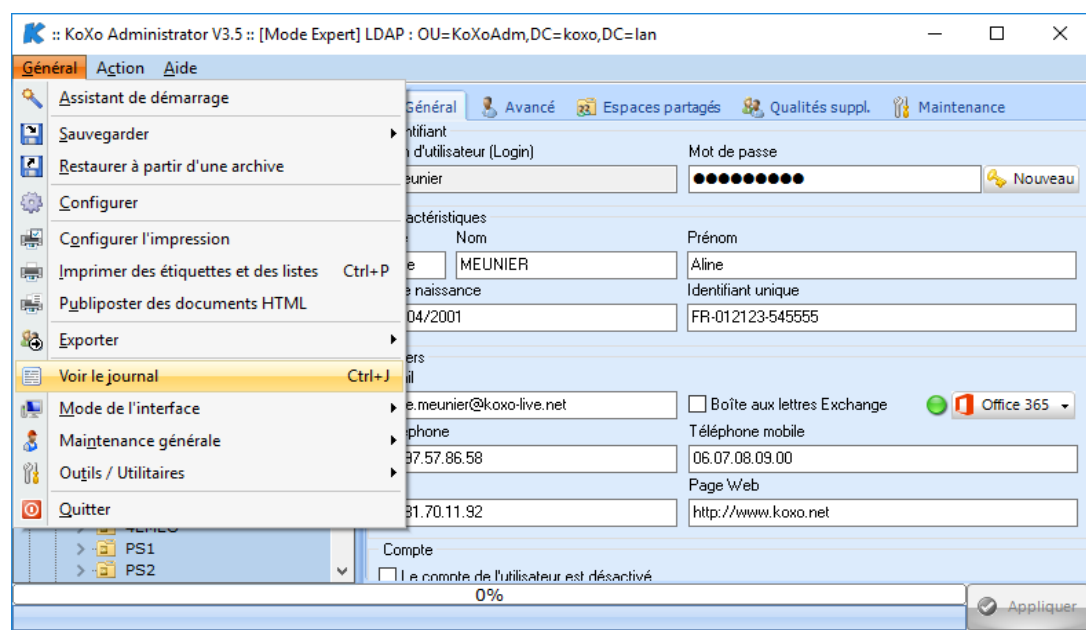 :: KoXo Administrator V3.5 :: [Mode Expert] LDAP : OU=KoXoAdm,DC=koxo,DC=lan
Général Action Aide
Assistant de démarrage
Sauvegarder
Restaurer à partir d'une archive
Configurer
Configurer l'impression
Imprimer des étiquettes et des listes Ctrl+P
Publiposter des documents HTML
Exporter
Voir le journal Ctrl+J
Mode de l'interface
Maintenance générale
Outils / Utilitaires
Quitter
PS1
PS2
Général Avancé Espaces partagés Qualités suppl. Maintenance
ntifiant
d'utilisateur (Login) Mot de passe
eunier ●●●●●●●●● Nouveau
actéristiques
Nom Prénom
e MEUNIER Aline
e naissance Identifiant unique
04/2001 FR-012123-545555
ers
il
e.meunier@koxo-live.net Boîte aux lettres Exchange Office 365
phone Téléphone mobile
97.57.86.58 06.07.08.09.00
Page Web
81.70.11.92 http://www.koxo.net
Compte
Le compte de l'utilisateur est désactivé
0%
Appliquer